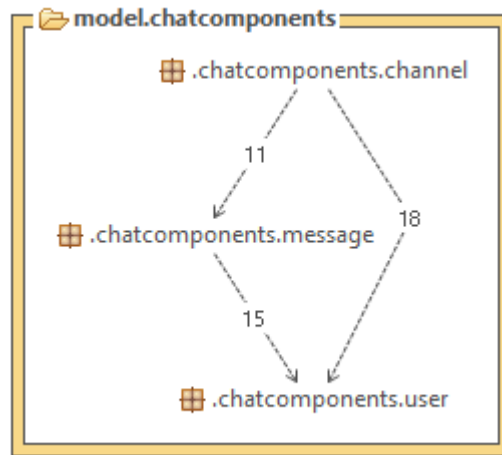 model.chatcomponents
.chatcomponents.channel
11
.chatcomponents.message
18
15
.chatcomponents.user